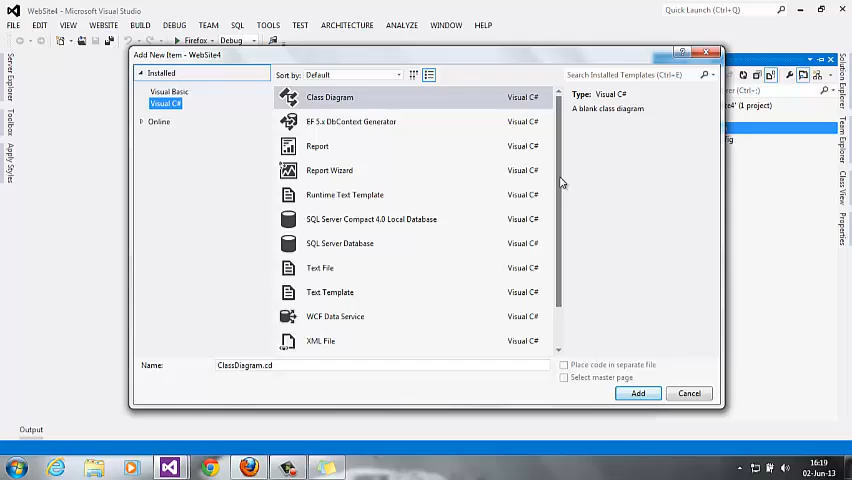 WebSite4 - Microsoft Visual Studio
Quick Launch (Ctrl+Q)
FILE EDIT VIEW WEBSITE BUILD DEBUG TEAM SQL TOOLS TEST ARCHITECTURE ANALYZE WINDOW HELP
Firefox Debug
Server Explorer
Toolbox
Apply Styles
Add New Item - WebSite4
Installed
Visual Basic
Visual C#
Online
Sort by: Default
Search Installed Templates (Ctrl+E)
Class Diagram Visual C#
EF 5.x DbContext Generator Visual C#
Report Visual C#
Report Wizard Visual C#
Runtime Text Template Visual C#
SQL Server Compact 4.0 Local Database Visual C#
SQL Server Database Visual C#
Text File Visual C#
Text Template Visual C#
WCF Data Service Visual C#
XML File Visual C#
Type: Visual C#
A blank class diagram
Name: ClassDiagram.cd
Place code in separate file
Select master page
Add Cancel
(Ctrl+;)
(1 project)
Solution Explorer
Team Explorer
Class View
Properties
Output
16:19
02-Jun-13